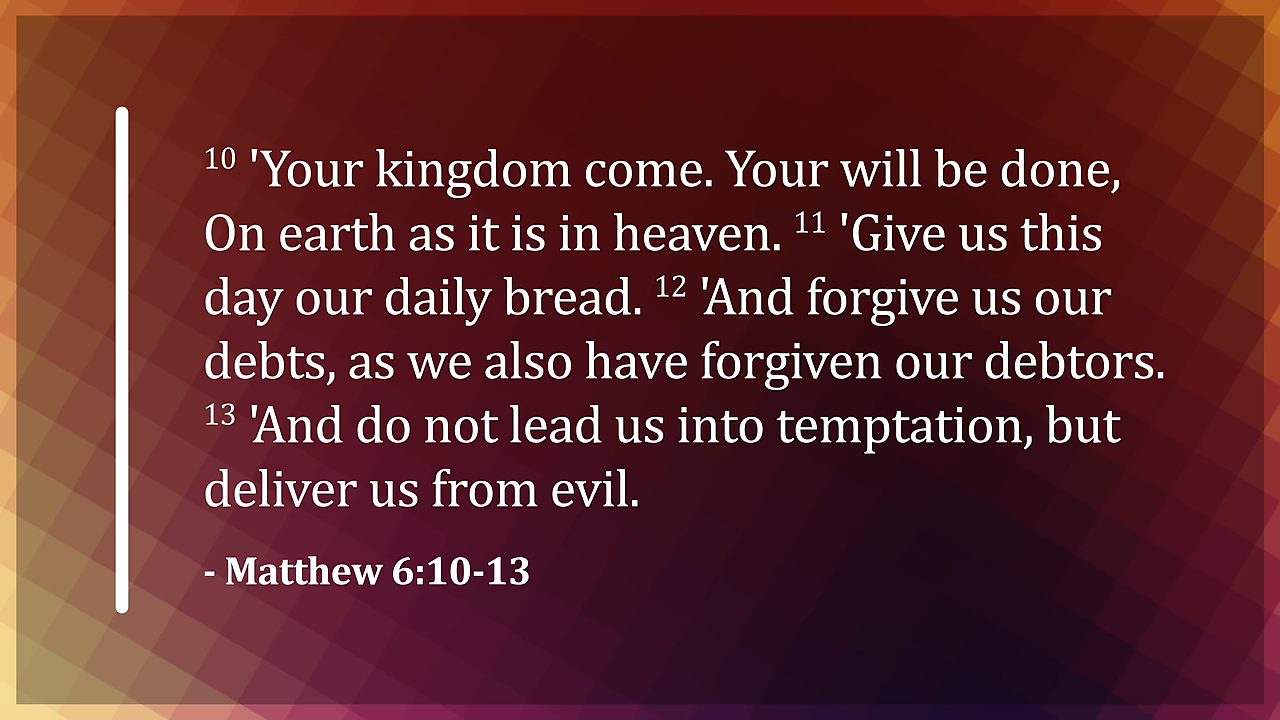 10 'Your kingdom come. Your will be done,
On earth as it is in heaven. 11 'Give us this
day our daily bread. 12 'And forgive us our
debts, as we also have forgiven our debtors.
13 'And do not lead us into temptation, but
deliver us from evil.
- Matthew 6:10-13